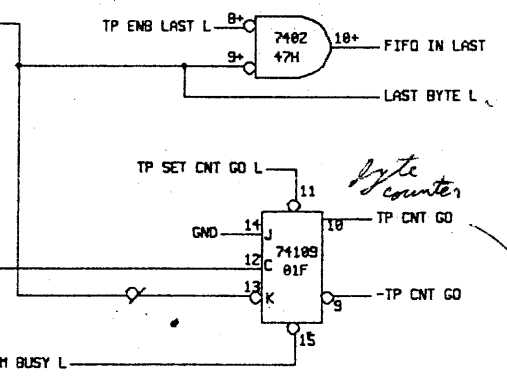 TP ENB LAST L
8+
7402
10+
FIFO IN LAST
9+
47H
LAST BYTE L
TP SET CNT GO L
11
byte
counter
GND
14
J
10
TP CNT GO
74109
12
C
01F
13
K
9
-TP CNT GO
15
M BUSY L